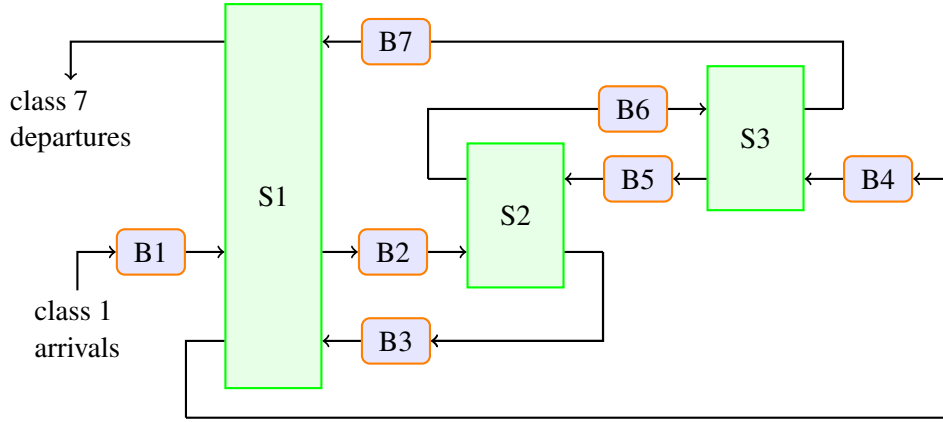 B7
class 7
departures
B6
S3
S1
B5
B4
S2
B1
B2
class 1
arrivals
B3